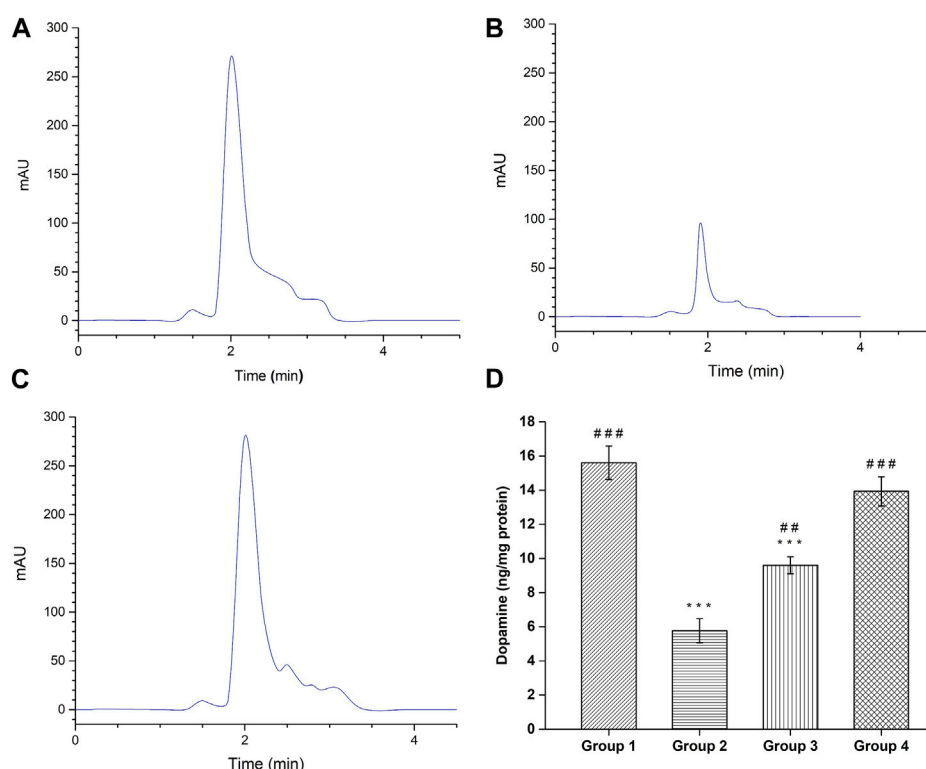 A
300
250
200
150
100
50
0
mAU
0
2
4
Time (min)
B
300
250
200
150
100
50
0
mAU
0
2
4
Time (min)
C
300
250
200
150
100
50
0
mAU
0
2
4
Time (min)
D
18
16
14
12
10
8
6
4
2
0
Dopamine (ng/mg protein)
# # #
* * *
# #
* * *
# # #
Group 1
Group 2
Group 3
Group 4